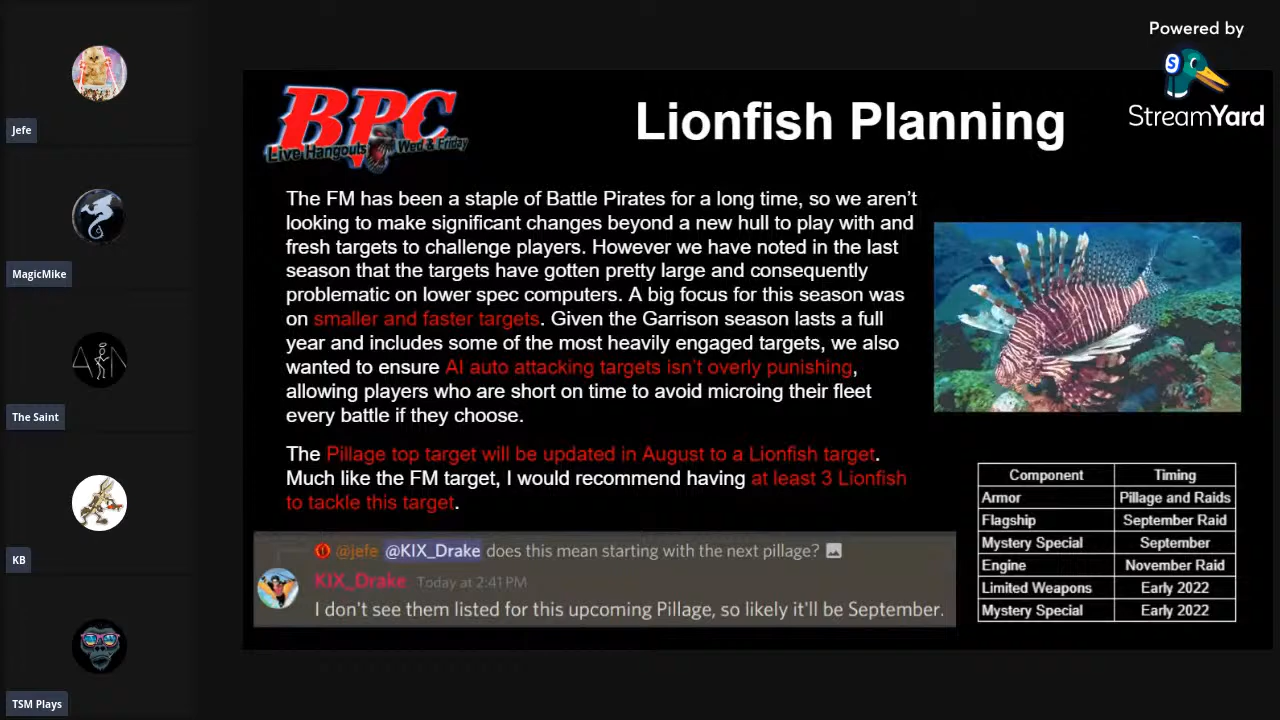 Powered by
StreamYard
Jefe
MagicMike
The Saint
KB
TSM Plays
BPC
Live Hangouts Wed & Friday
Lionfish Planning
The FM has been a staple of Battle Pirates for a long time, so we aren't
looking to make significant changes beyond a new hull to play with and
fresh targets to challenge players. However we have noted in the last
season that the targets have gotten pretty large and consequently
problematic on lower spec computers. A big focus for this season was
on smaller and faster targets. Given the Garrison season lasts a full
year and includes some of the most heavily engaged targets, we also
wanted to ensure AI auto attacking targets isn't overly punishing,
allowing players who are short on time to avoid microing their fleet
every battle if they choose.
The Pillage top target will be updated in August to a Lionfish target.
Much like the FM target, I would recommend having at least 3 Lionfish
to tackle this target.
@jefe @KIX_Drake does this mean starting with the next pillage?
KIX_Drake Today at 2:41 PM
I don't see them listed for this upcoming Pillage, so likely it'll be September.
Component Timing
Armor Pillage and Raids
Flagship September Raid
Mystery Special September
Engine November Raid
Limited Weapons Early 2022
Mystery Special Early 2022